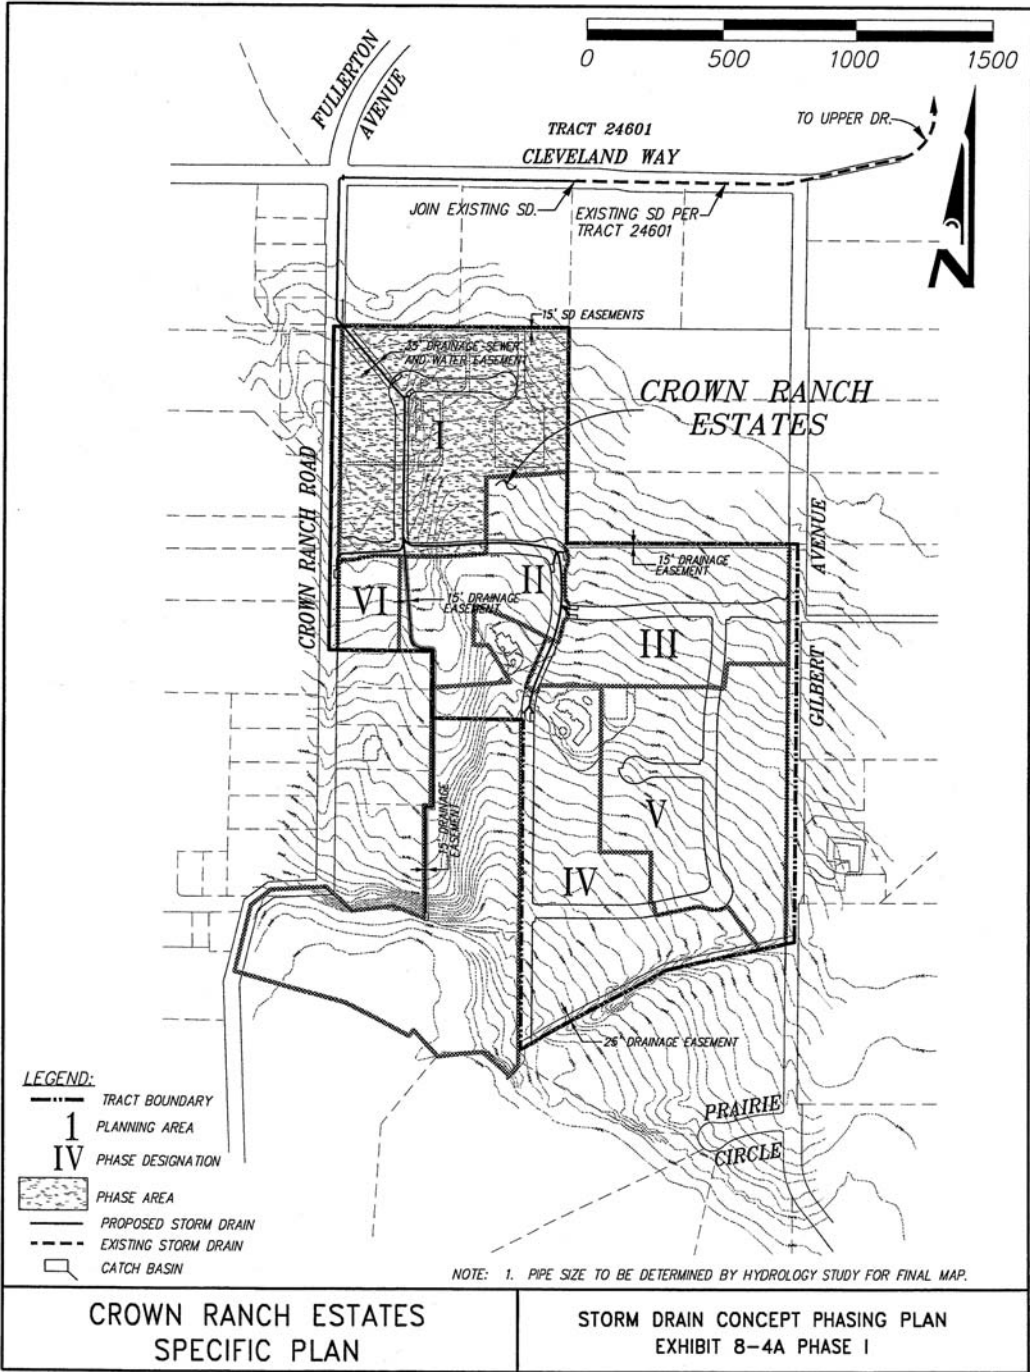 0 500 1000 1500
FULLERTON
AVENUE
TRACT 24601
CLEVELAND WAY
TO UPPER DR.
JOIN EXISTING SD.
EXISTING SD PER
TRACT 24601
N
15' SD EASEMENTS
25' DRAINAGE SEWER
AND WATER EASEMENT
CROWN RANCH
ESTATES
I
CROWN RANCH ROAD
AVENUE
GILBERT
15' DRAINAGE
EASEMENT
II
VI
15' DRAINAGE
EASEMENT
III
15' DRAINAGE
EASEMENT
V
IV
25' DRAINAGE EASEMENT
PRAIRIE
CIRCLE
LEGEND:
TRACT BOUNDARY
1 PLANNING AREA
IV PHASE DESIGNATION
PHASE AREA
PROPOSED STORM DRAIN
EXISTING STORM DRAIN
CATCH BASIN
NOTE: 1. PIPE SIZE TO BE DETERMINED BY HYDROLOGY STUDY FOR FINAL MAP.
CROWN RANCH ESTATES
SPECIFIC PLAN
STORM DRAIN CONCEPT PHASING PLAN
EXHIBIT 8-4A PHASE I